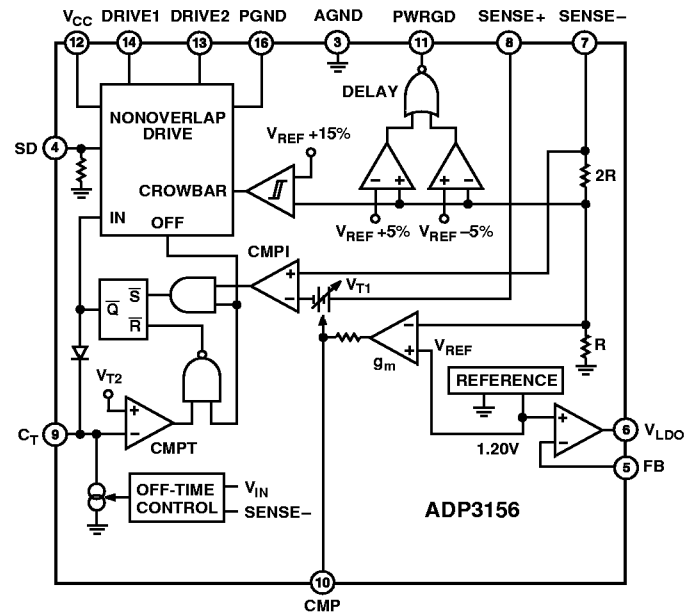 VCC DRIVE1 DRIVE2 PGND AGND PWRGD SENSE+ SENSE–
12 14 13 16 3 11 8 7
DELAY
NONOVERLAP
DRIVE
SD 4
VREF +15%
CROWBAR
2R
– + – +
IN
OFF
VREF +5% VREF –5%
CMPI
+
–
VT1
Q S
R
–
+
gm
VREF
R
VT2
REFERENCE
+
–
CMPT
CT 9
1.20V
+
–
6 VLDO
5 FB
OFF-TIME
CONTROL
VIN
SENSE–
ADP3156
10
CMP